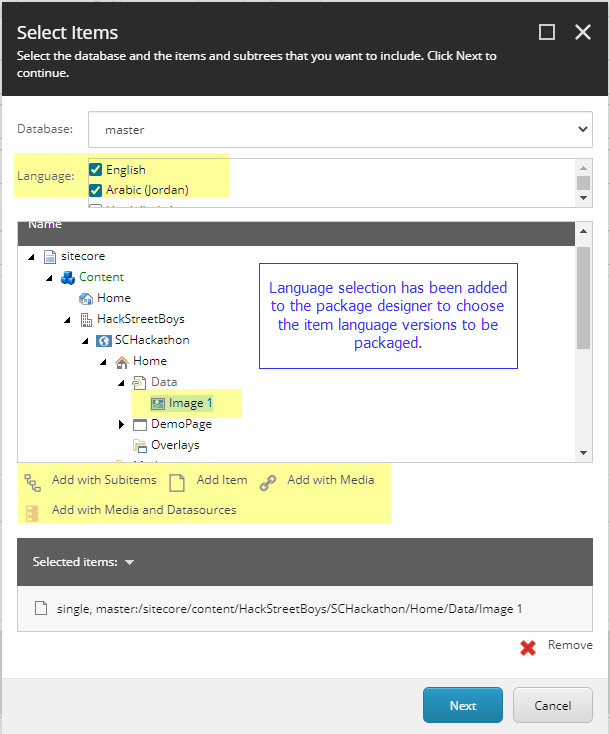 Select Items
Select the database and the items and subtrees that you want to include. Click Next to
continue.
Database: master
Language: English
Arabic (Jordan)
Name
sitecore
Content
Home
HackStreetBoys
SCHackathon
Home
Data
Image 1
DemoPage
Overlays
Language selection has been added
to the package designer to choose
the item language versions to be
packaged.
Add with Subitems Add Item Add with Media
Add with Media and Datasources
Selected items:
single, master:/sitecore/content/HackStreetBoys/SCHackathon/Home/Data/Image 1
Remove
Next Cancel